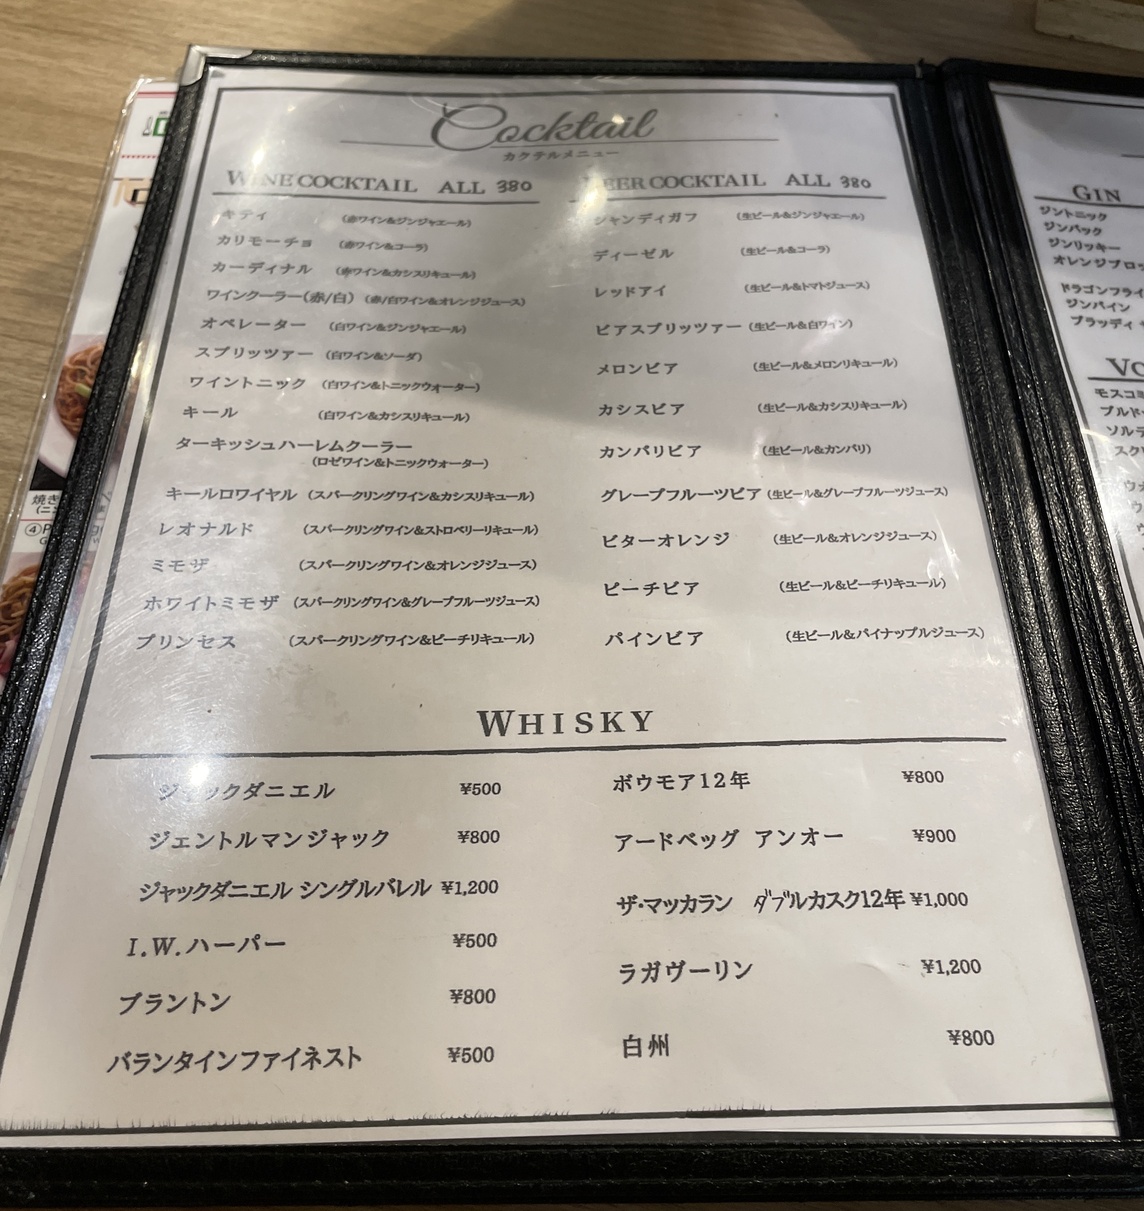 Cocktail
カクテルメニュー
WINE COCKTAIL ALL 380
キティ (赤ワイン&ジンジャエール)
カリモーチョ (赤ワイン&コーラ)
カーディナル (赤ワイン&カシスリキュール)
ワインクーラー(赤/白) (赤/白ワイン&オレンジジュース)
オペレーター (白ワイン&ジンジャエール)
スプリッツァー (白ワイン&ソーダ)
ワイントニック (白ワイン&トニックウォーター)
キール (白ワイン&カシスリキュール)
ターキッシュハーレムクーラー
(ロゼワイン&トニックウォーター)
キールロワイヤル (スパークリングワイン&カシスリキュール)
レオナルド (スパークリングワイン&ストロベリーリキュール)
ミモザ (スパークリングワイン&オレンジジュース)
ホワイトミモザ (スパークリングワイン&グレープフルーツジュース)
プリンセス (スパークリングワイン&ピーチリキュール)
BEER COCKTAIL ALL 380
シャンディガフ (生ビール&ジンジャエール)
ディーゼル (生ビール&コーラ)
レッドアイ (生ビール&トマトジュース)
ビアスプリッツァー (生ビール&白ワイン)
メロンビア (生ビール&メロンリキュール)
カシスビア (生ビール&カシスリキュール)
カンパリビア (生ビール&カンパリ)
グレープフルーツビア (生ビール&グレープフルーツジュース)
ビターオレンジ (生ビール&オレンジジュース)
ピーチビア (生ビール&ピーチリキュール)
パインビア (生ビール&パイナップルジュース)
WHISKY
ジャックダニエル ¥500
ジェントルマンジャック ¥800
ジャックダニエル シングルバレル ¥1,200
I.W.ハーパー ¥500
ブラントン ¥800
バランタインファイネスト ¥500
ボウモア12年 ¥800
アードベッグ アンオー ¥900
ザ・マッカラン ダブルカスク12年 ¥1,000
ラガヴーリン ¥1,200
白州 ¥800
GIN
ジントニック
ジンバック
ジンリッキー
オレンジブロッ
ドラゴンフライ
ジンパイン
ブラッディ
VO
モスコミ
ブルド
ソルテ
スク